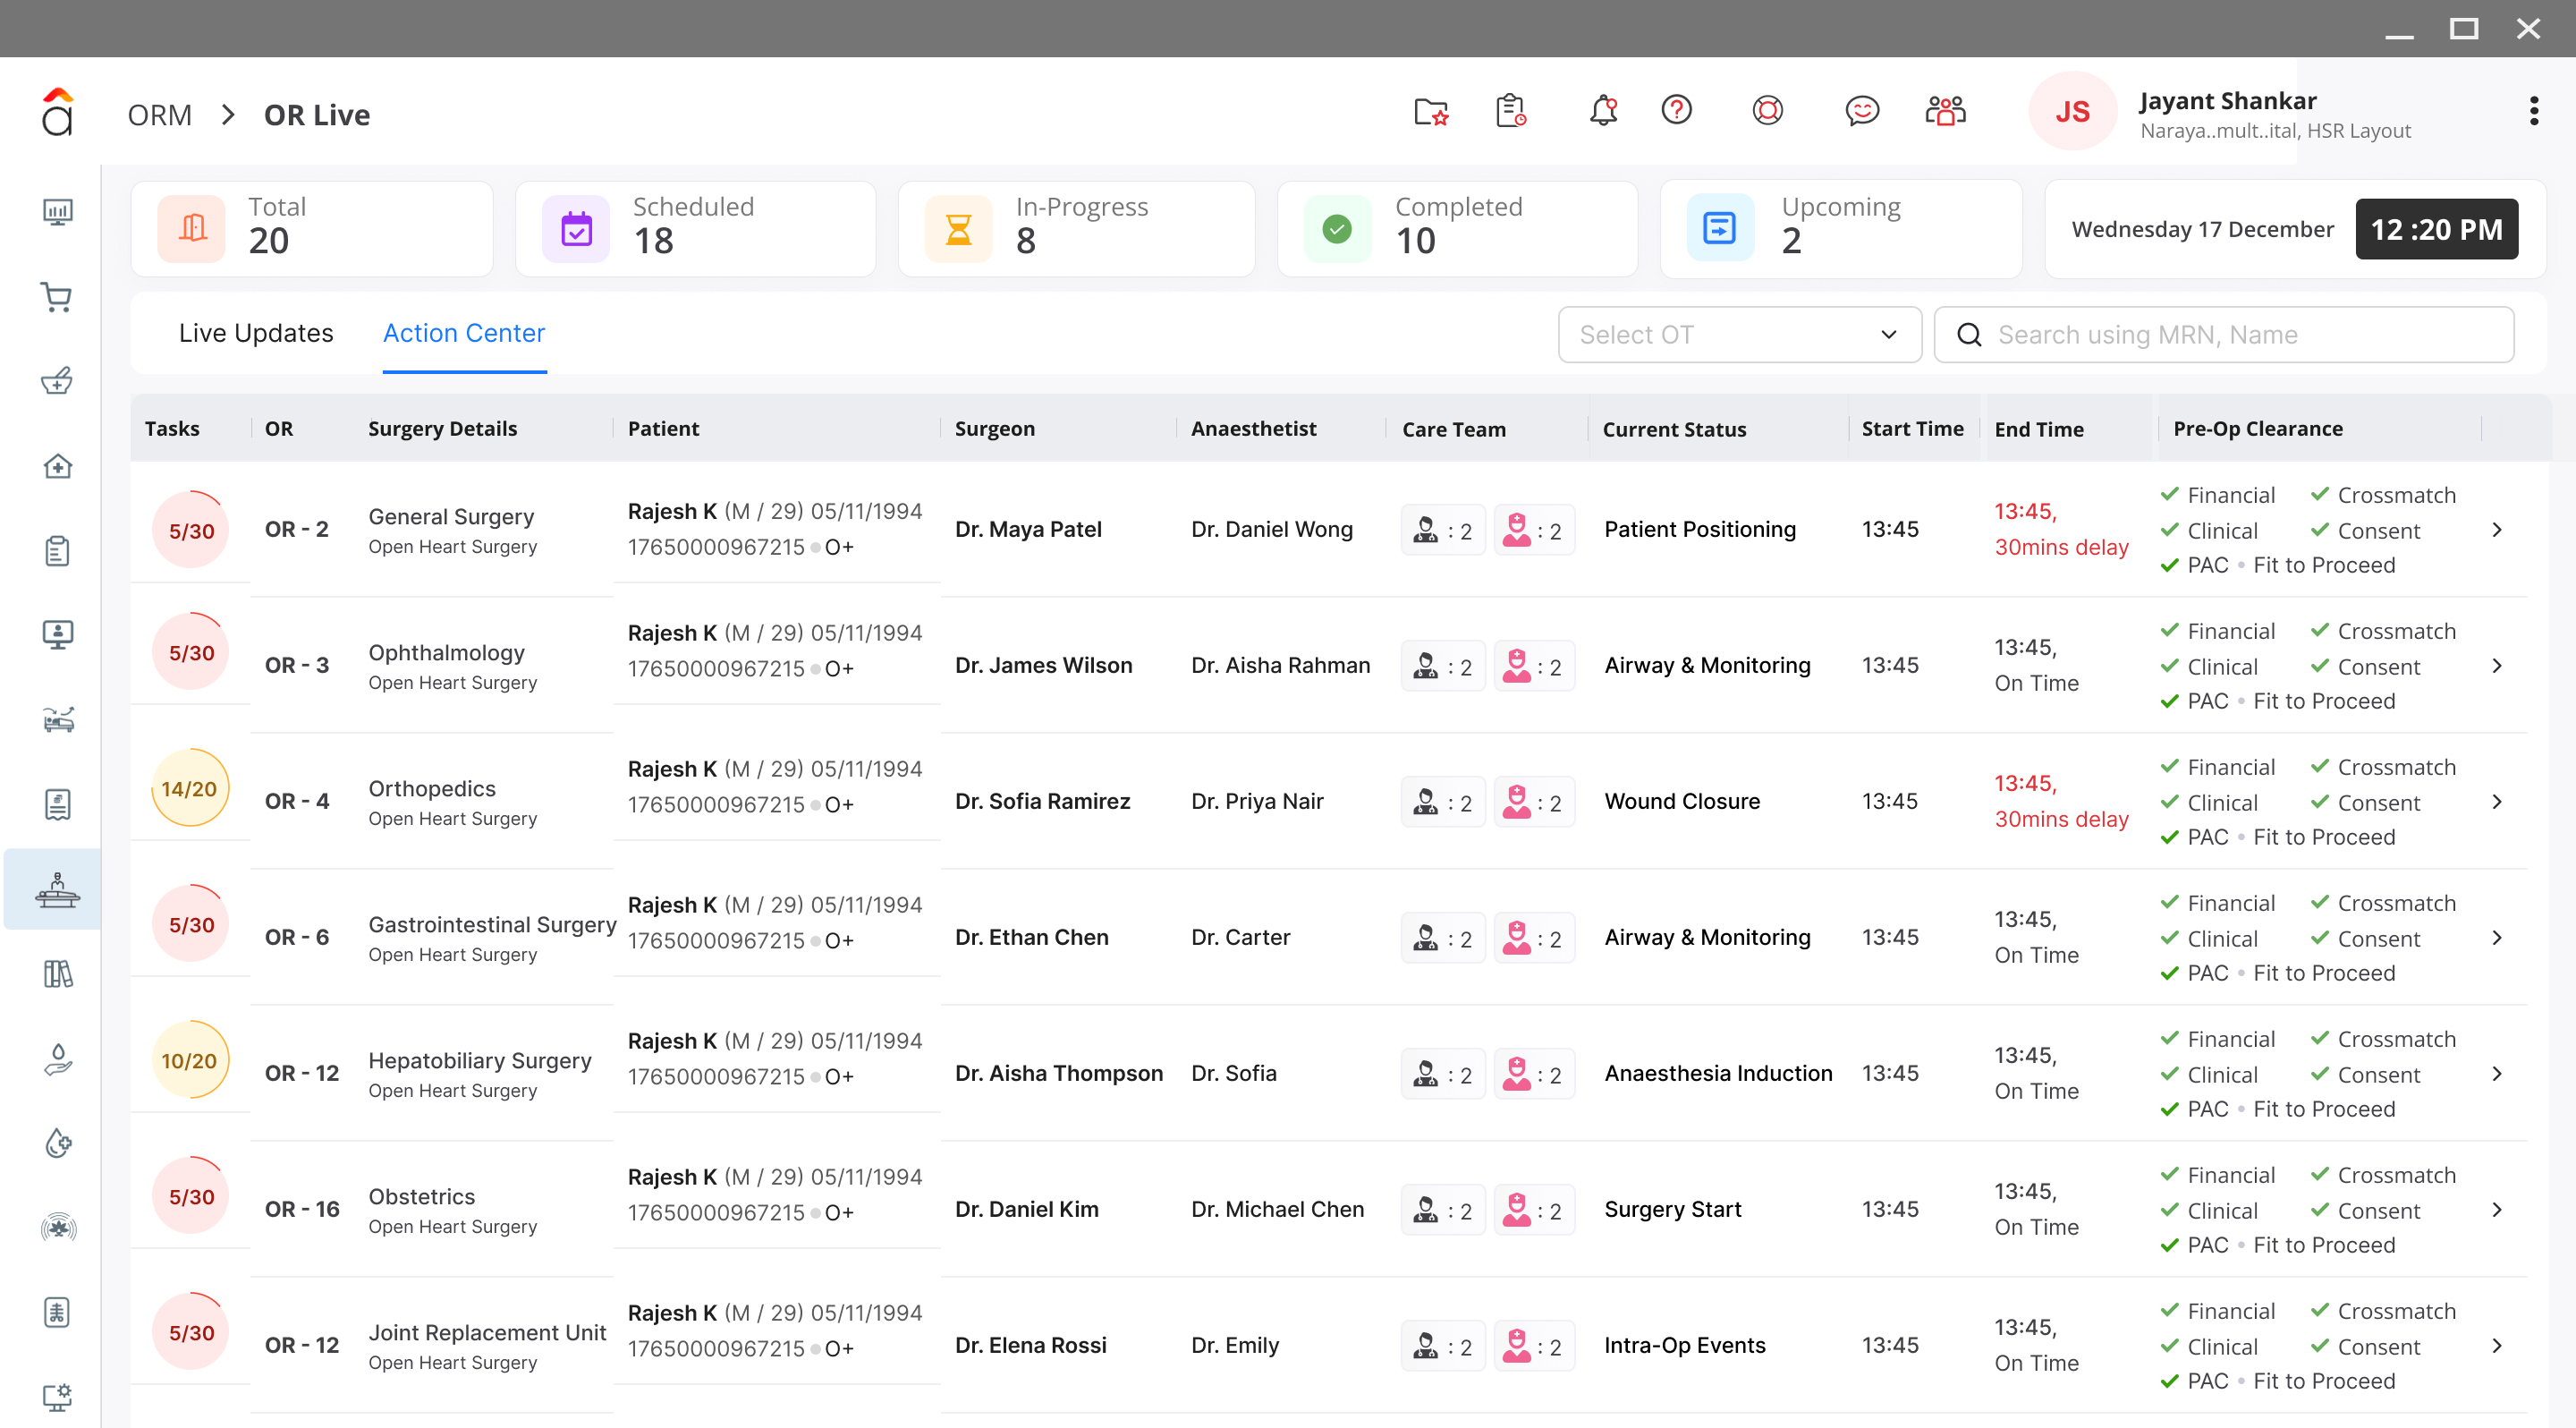 ORM > OR Live
JS
Jayant Shankar
Naraya..mult..ital, HSR Layout
Total
20
Scheduled
18
In-Progress
8
Completed
10
Upcoming
2
Wednesday 17 December
12 :20 PM
Live Updates
Action Center
Select OT
Search using MRN, Name
Tasks
OR
Surgery Details
Patient
Surgeon
Anaesthetist
Care Team
Current Status
Start Time
End Time
Pre-Op Clearance
5/30
OR - 2
General Surgery
Open Heart Surgery
Rajesh K (M / 29) 05/11/1994
17650000967215 O+
Dr. Maya Patel
Dr. Daniel Wong
: 2
: 2
Patient Positioning
13:45
13:45,
30mins delay
Financial
Crossmatch
Clinical
Consent
PAC • Fit to Proceed
5/30
OR - 3
Ophthalmology
Open Heart Surgery
Rajesh K (M / 29) 05/11/1994
17650000967215 O+
Dr. James Wilson
Dr. Aisha Rahman
: 2
: 2
Airway & Monitoring
13:45
13:45,
On Time
Financial
Crossmatch
Clinical
Consent
PAC • Fit to Proceed
14/20
OR - 4
Orthopedics
Open Heart Surgery
Rajesh K (M / 29) 05/11/1994
17650000967215 O+
Dr. Sofia Ramirez
Dr. Priya Nair
: 2
: 2
Wound Closure
13:45
13:45,
30mins delay
Financial
Crossmatch
Clinical
Consent
PAC • Fit to Proceed
5/30
OR - 6
Gastrointestinal Surgery
Open Heart Surgery
Rajesh K (M / 29) 05/11/1994
17650000967215 O+
Dr. Ethan Chen
Dr. Carter
: 2
: 2
Airway & Monitoring
13:45
13:45,
On Time
Financial
Crossmatch
Clinical
Consent
PAC • Fit to Proceed
10/20
OR - 12
Hepatobiliary Surgery
Open Heart Surgery
Rajesh K (M / 29) 05/11/1994
17650000967215 O+
Dr. Aisha Thompson
Dr. Sofia
: 2
: 2
Anaesthesia Induction
13:45
13:45,
On Time
Financial
Crossmatch
Clinical
Consent
PAC • Fit to Proceed
5/30
OR - 16
Obstetrics
Open Heart Surgery
Rajesh K (M / 29) 05/11/1994
17650000967215 O+
Dr. Daniel Kim
Dr. Michael Chen
: 2
: 2
Surgery Start
13:45
13:45,
On Time
Financial
Crossmatch
Clinical
Consent
PAC • Fit to Proceed
5/30
OR - 12
Joint Replacement Unit
Open Heart Surgery
Rajesh K (M / 29) 05/11/1994
17650000967215 O+
Dr. Elena Rossi
Dr. Emily
: 2
: 2
Intra-Op Events
13:45
13:45,
On Time
Financial
Crossmatch
Clinical
Consent
PAC • Fit to Proceed